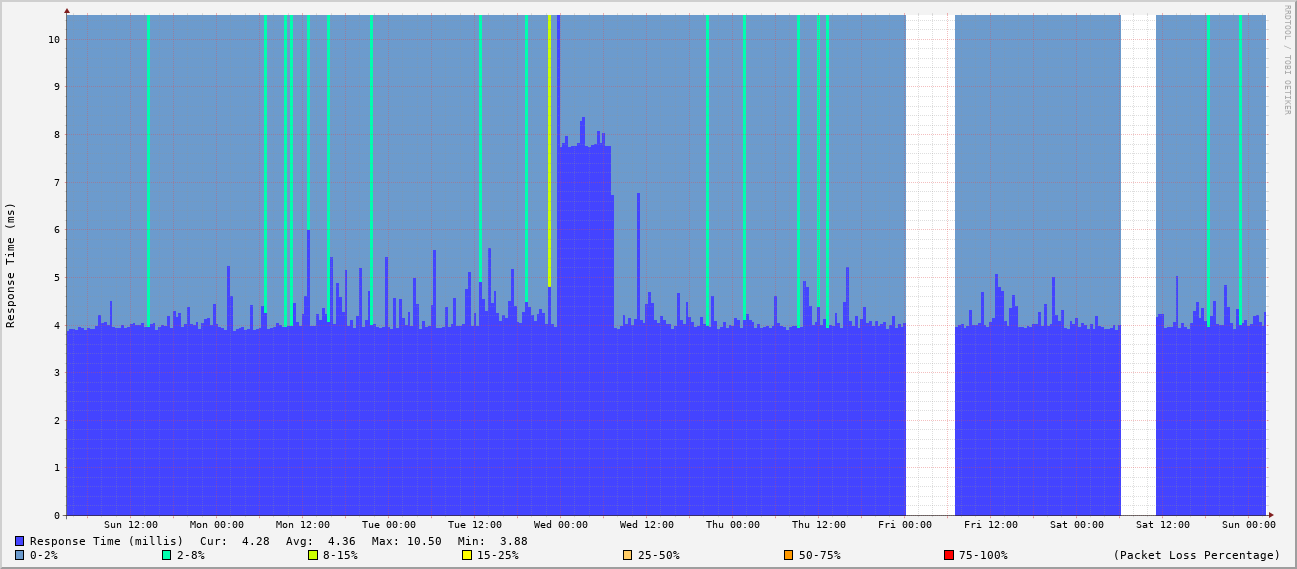 RRDTOOL / TOBI OETIKER
Response Time (ms)
10
9
8
7
6
5
4
3
2
1
0
Sun 12:00 Mon 00:00 Mon 12:00 Tue 00:00 Tue 12:00 Wed 00:00 Wed 12:00 Thu 00:00 Thu 12:00 Fri 00:00 Fri 12:00 Sat 00:00 Sat 12:00 Sun 00:00
Response Time (millis) Cur: 4.28 Avg: 4.36 Max: 10.50 Min: 3.88
0-2% 2-8% 8-15% 15-25% 25-50% 50-75% 75-100% (Packet Loss Percentage)